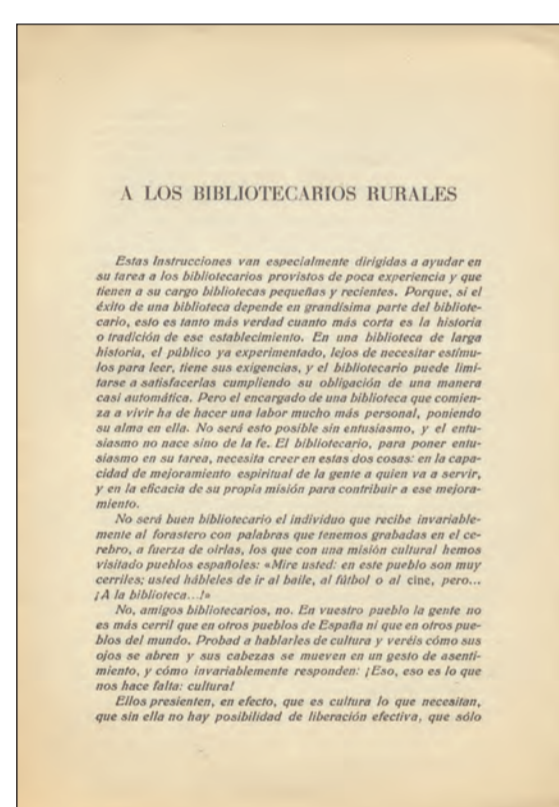 A LOS BIBLIOTECARIOS RURALES
Estas Instrucciones van especialmente dirigidas a ayudar en
su tarea a los bibliotecarios provistos de poca experiencia y que
tienen a su cargo bibliotecas pequeñas y recientes. Porque, si el
éxito de una biblioteca depende en grandísima parte del bibliote-
cario, esto es tanto más verdad cuanto más corta es la historia
o tradición de ese establecimiento. En una biblioteca de larga
historia, el público ya experimentado, lejos de necesitar estímu-
los para leer, tiene sus exigencias, y el bibliotecario puede limi-
tarse a satisfacerlas cumpliendo su obligación de una manera
casi automática. Pero el encargado de una biblioteca que comien-
za a vivir ha de hacer una labor mucho más personal, poniendo
su alma en ella. No será esto posible sin entusiasmo, y el entu-
siasmo no nace sino de la fe. El bibliotecario, para poner entu-
siasmo en su tarea, necesita creer en estas dos cosas: en la capa-
cidad de mejoramiento espiritual de la gente a quien va a servir,
y en la eficacia de su propia misión para contribuir a ese mejora-
miento.
No será buen bibliotecario el individuo que recibe invariable-
mente al forastero con palabras que tenemos grabadas en el ce-
rebro, a fuerza de oirlas, los que con una misión cultural hemos
visitado pueblos españoles: «Mire usted: en este pueblo son muy
cerriles; usted hábleles de ir al baile, al fútbol o al cine, pero...
¡A la biblioteca...!»
No, amigos bibliotecarios, no. En vuestro pueblo la gente no
es más cerril que en otros pueblos de España ni que en otros pue-
blos del mundo. Probad a hablarles de cultura y veréis cómo sus
ojos se abren y sus cabezas se mueven en un gesto de asenti-
miento, y cómo invariablemente responden: ¡Eso, eso es lo que
nos hace falta: cultura!
Ellos presienten, en efecto, que es cultura lo que necesitan,
que sin ella no hay posibilidad de liberación efectiva, que sólo